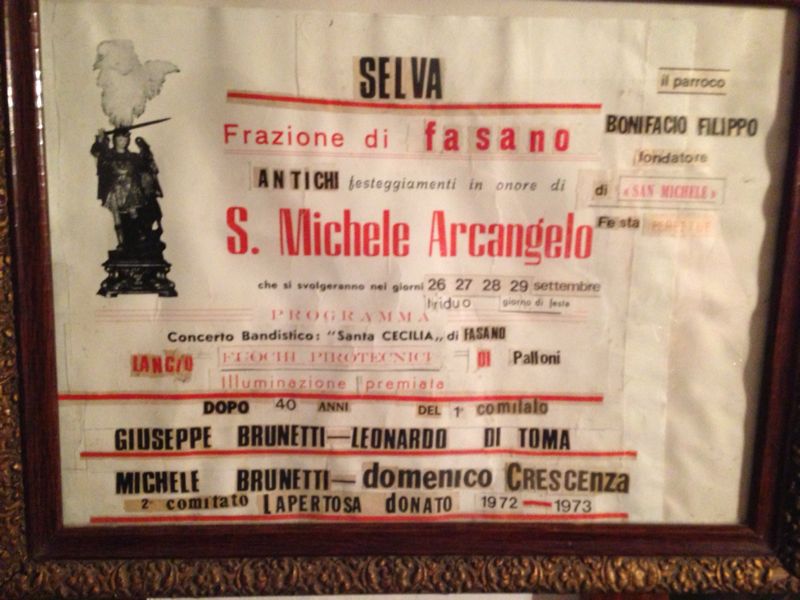 SELVA
Frazione di fasano
ANTICHI festeggiamenti in onore di
S. Michele Arcangelo
che si svolgeranno nei giorni 26 27 28 29 settembre
triduo giorno di festa
PROGRAMMA
Concerto Bandistico: "Santa CECILIA,, di FASANO
LANCIO FUOCHI PIROTECNICI DI Palloni
Illuminazione premiata
DOPO 40 ANNI DEL 1° comitato
GIUSEPPE BRUNETTI—LEONARDO DI TOMA
MICHELE BRUNETTI—domenico CRESCENZA
2° comitato LAPERTOSA DONATO 1972 — 1973
il parroco
BONIFACIO FILIPPO
fondatore
di «SAN MICHELE»
Festa